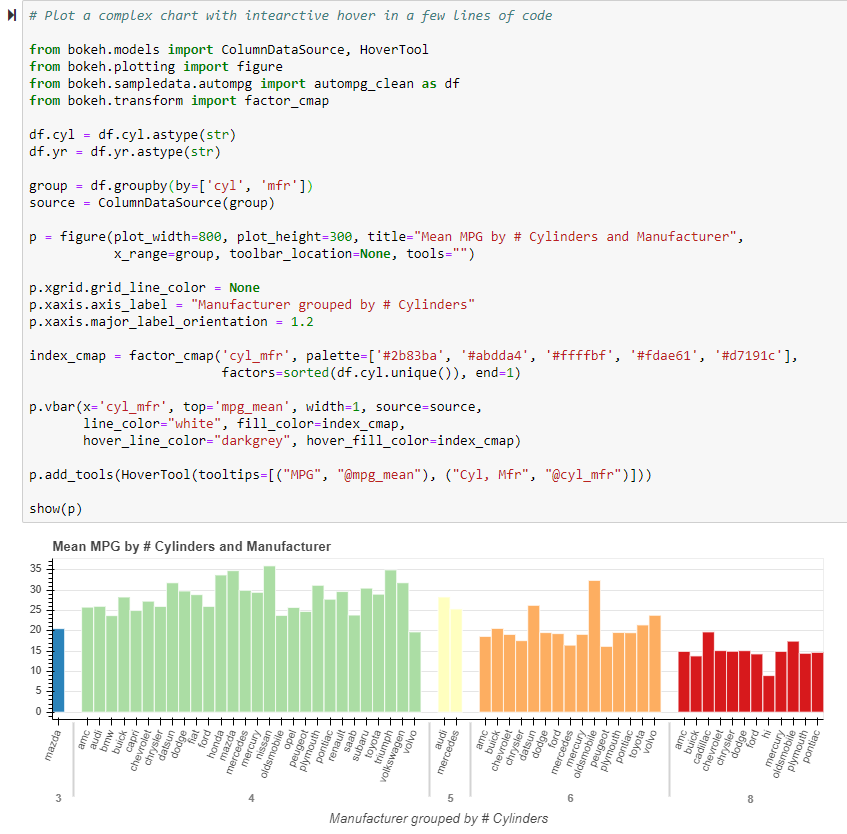 # Plot a complex chart with intearctive hover in a few lines of code
from bokeh.models import ColumnDataSource, HoverTool
from bokeh.plotting import figure
from bokeh.sampledata.autompg import autompg_clean as df
from bokeh.transform import factor_cmap
df.cyl = df.cyl.astype(str)
df.yr = df.yr.astype(str)
group = df.groupby(by=['cyl', 'mfr'])
source = ColumnDataSource(group)
p = figure(plot_width=800, plot_height=300, title="Mean MPG by # Cylinders and Manufacturer",
x_range=group, toolbar_location=None, tools="")
p.xgrid.grid_line_color = None
p.xaxis.axis_label = "Manufacturer grouped by # Cylinders"
p.xaxis.major_label_orientation = 1.2
index_cmap = factor_cmap('cyl_mfr', palette=['#2b83ba', '#abdda4', '#ffffbf', '#fdae61', '#d7191c'],
factors=sorted(df.cyl.unique()), end=1)
p.vbar(x='cyl_mfr', top='mpg_mean', width=1, source=source,
line_color="white", fill_color=index_cmap,
hover_line_color="darkgrey", hover_fill_color=index_cmap)
p.add_tools(HoverTool(tooltips=[("MPG", "@mpg_mean"), ("Cyl, Mfr", "@cyl_mfr")]))
show(p)
Mean MPG by # Cylinders and Manufacturer
35
30
25
20
15
10
5
0
mazda
amc
audi
bmw
buick
capri
chevrolet
chrysler
datsun
dodge
fiat
ford
honda
mazda
mercedes
mercury
nissan
oldsmobile
opel
peugeot
plymouth
pontiac
renault
saab
subaru
toyota
triumph
volkswagen
volvo
audi
mercedes
amc
buick
chevrolet
chrysler
datsun
dodge
ford
mercedes
mercury
oldsmobile
peugeot
plymouth
pontiac
toyota
volvo
amc
buick
cadillac
chevrolet
chrysler
dodge
ford
hi
mercury
oldsmobile
plymouth
pontiac
3 4 5 6 8
Manufacturer grouped by # Cylinders